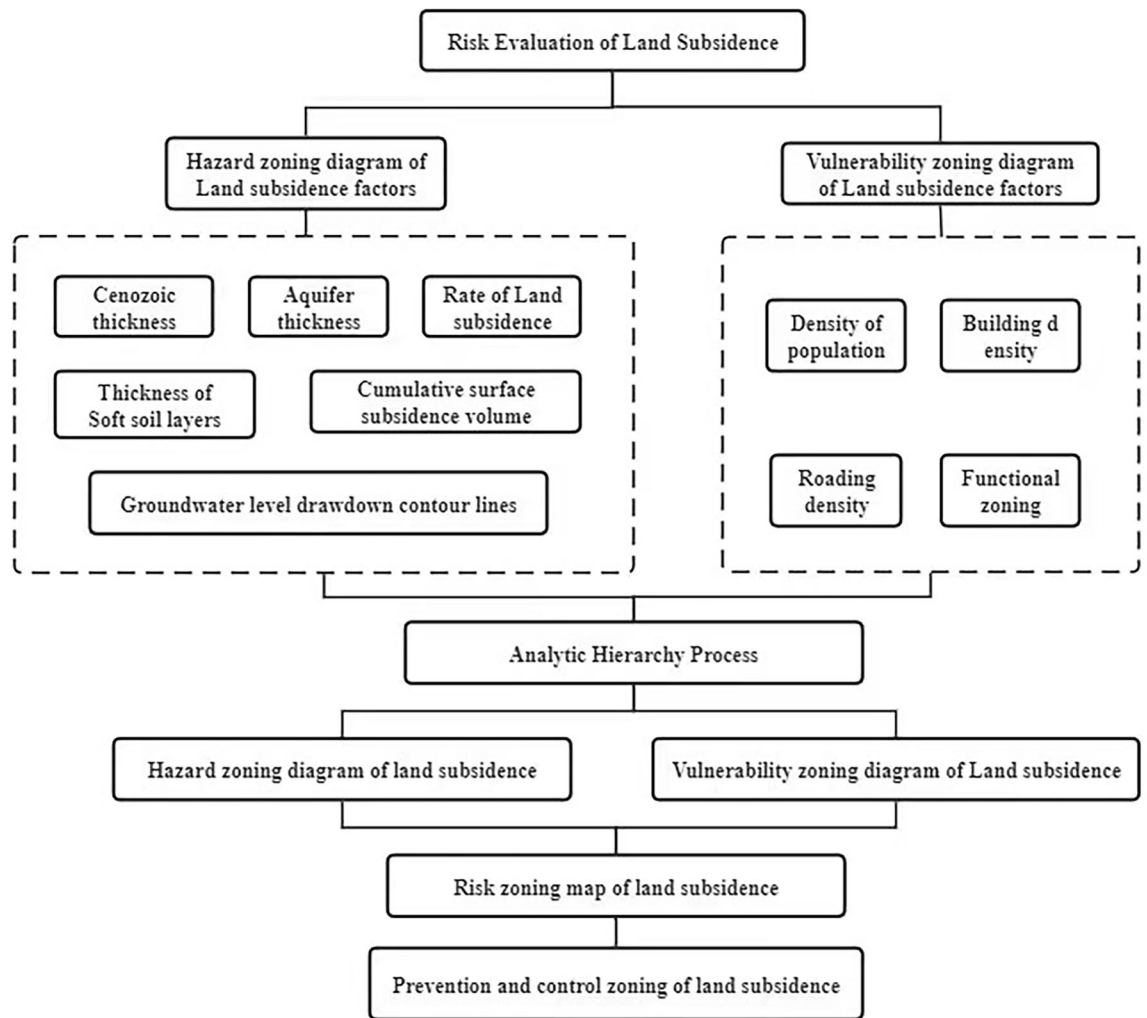 Risk Evaluation of Land Subsidence
Hazard zoning diagram of
Land subsidence factors
Vulnerability zoning diagram
of Land subsidence factors
Cenozoic
thickness
Aquifer
thickness
Rate of Land
subsidence
Thickness of
Soft soil layers
Cumulative surface
subsidence volume
Groundwater level drawdown contour lines
Density of
population
Building d
ensity
Roading
density
Functional
zoning
Analytic Hierarchy Process
Hazard zoning diagram of land subsidence
Vulnerability zoning diagram of Land subsidence
Risk zoning map of land subsidence
Prevention and control zoning of land subsidence